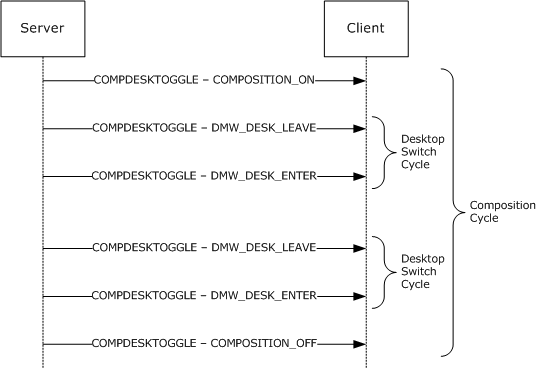 Server
Client
COMPDESKTOGGLE – COMPOSITION_ON
COMPDESKTOGGLE – DMW_DESK_LEAVE
Desktop
Switch
Cycle
COMPDESKTOGGLE – DMW_DESK_ENTER
Composition
Cycle
COMPDESKTOGGLE – DMW_DESK_LEAVE
Desktop
Switch
Cycle
COMPDESKTOGGLE – DMW_DESK_ENTER
COMPDESKTOGGLE – COMPOSITION_OFF